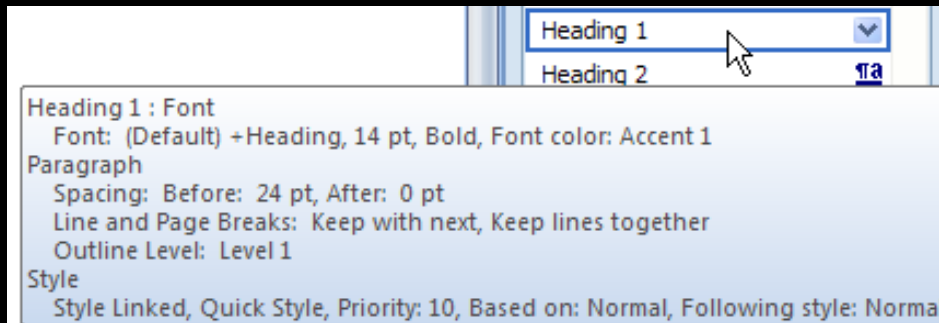 Heading 1
Heading 2 ¶a
Heading 1 : Font
Font: (Default) +Heading, 14 pt, Bold, Font color: Accent 1
Paragraph
Spacing: Before: 24 pt, After: 0 pt
Line and Page Breaks: Keep with next, Keep lines together
Outline Level: Level 1
Style
Style Linked, Quick Style, Priority: 10, Based on: Normal, Following style: Norma